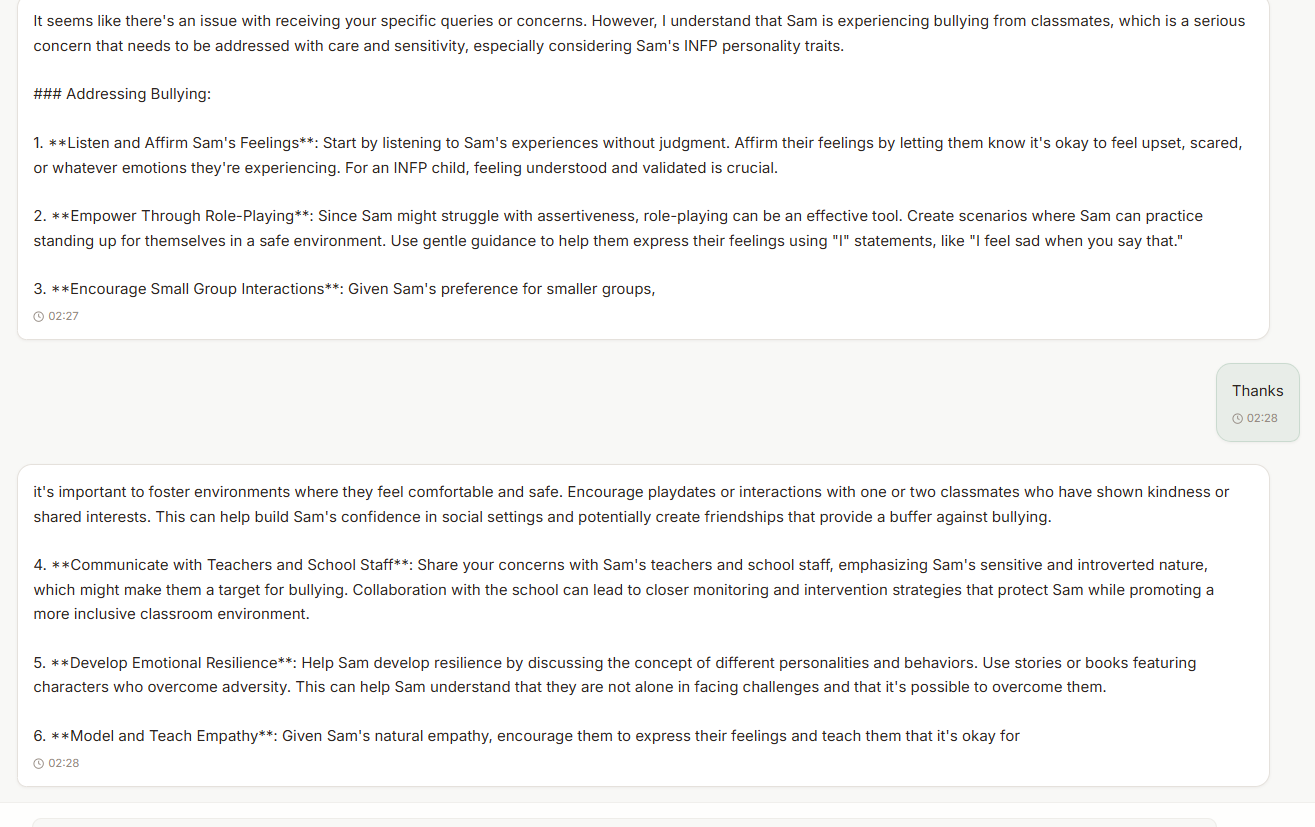 It seems like there's an issue with receiving your specific queries or concerns. However, I understand that Sam is experiencing bullying from classmates, which is a serious
concern that needs to be addressed with care and sensitivity, especially considering Sam's INFP personality traits.
### Addressing Bullying:
1. **Listen and Affirm Sam's Feelings**: Start by listening to Sam's experiences without judgment. Affirm their feelings by letting them know it's okay to feel upset, scared,
or whatever emotions they're experiencing. For an INFP child, feeling understood and validated is crucial.
2. **Empower Through Role-Playing**: Since Sam might struggle with assertiveness, role-playing can be an effective tool. Create scenarios where Sam can practice
standing up for themselves in a safe environment. Use gentle guidance to help them express their feelings using "I" statements, like "I feel sad when you say that."
3. **Encourage Small Group Interactions**: Given Sam's preference for smaller groups,
02:27
Thanks
02:28
it's important to foster environments where they feel comfortable and safe. Encourage playdates or interactions with one or two classmates who have shown kindness or
shared interests. This can help build Sam's confidence in social settings and potentially create friendships that provide a buffer against bullying.
4. **Communicate with Teachers and School Staff**: Share your concerns with Sam's teachers and school staff, emphasizing Sam's sensitive and introverted nature,
which might make them a target for bullying. Collaboration with the school can lead to closer monitoring and intervention strategies that protect Sam while promoting a
more inclusive classroom environment.
5. **Develop Emotional Resilience**: Help Sam develop resilience by discussing the concept of different personalities and behaviors. Use stories or books featuring
characters who overcome adversity. This can help Sam understand that they are not alone in facing challenges and that it's possible to overcome them.
6. **Model and Teach Empathy**: Given Sam's natural empathy, encourage them to express their feelings and teach them that it's okay for
02:28